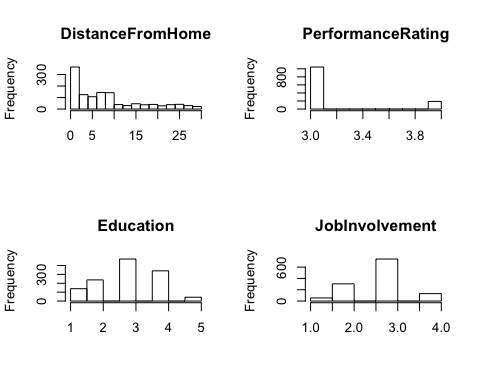 DistanceFromHome
Frequency
0 300
0 5 15 25
PerformanceRating
Frequency
0 800
3.0 3.4 3.8
Education
Frequency
0 300
1 2 3 4 5
JobInvolvement
Frequency
0 600
1.0 2.0 3.0 4.0